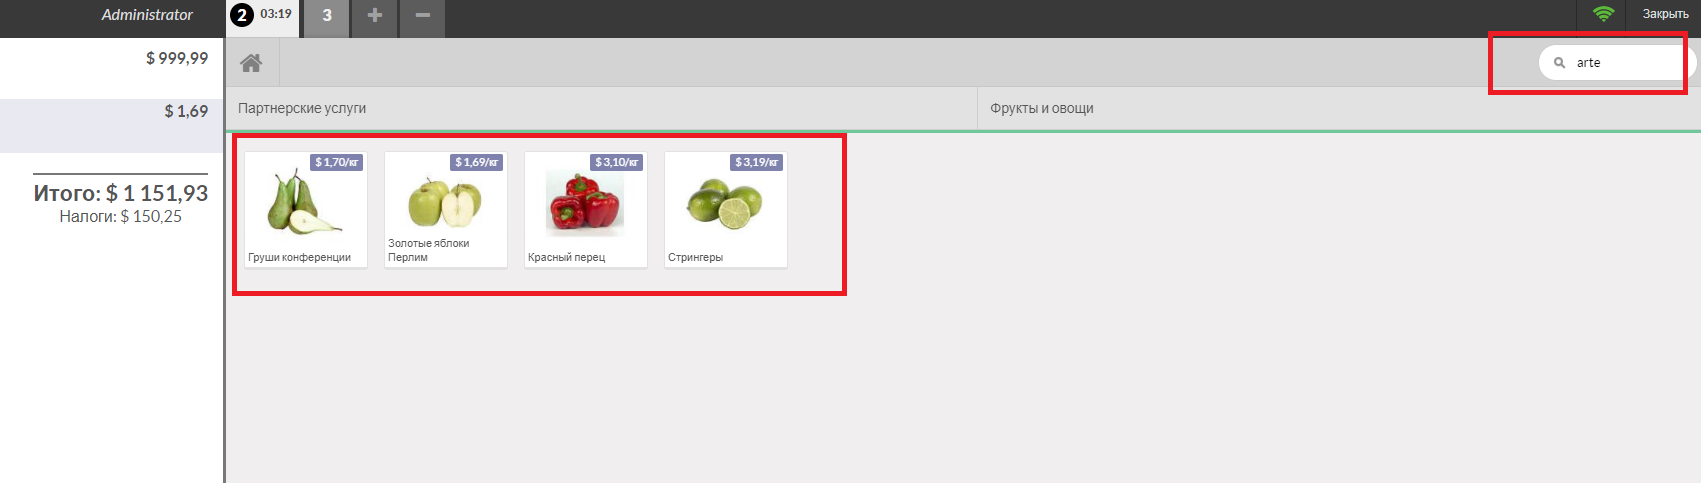 Administrator
2 03:19
3
+
−
Закрыть
$ 999,99
$ 1,69
Итого: $ 1 151,93
Налоги: $ 150,25
arte
Партнерские услуги
Фрукты и овощи
$ 1,70/кг
Груши конференции
$ 1,69/кг
Золотые яблоки
Перлим
$ 3,10/кг
Красный перец
$ 3,19/кг
Стрингеры